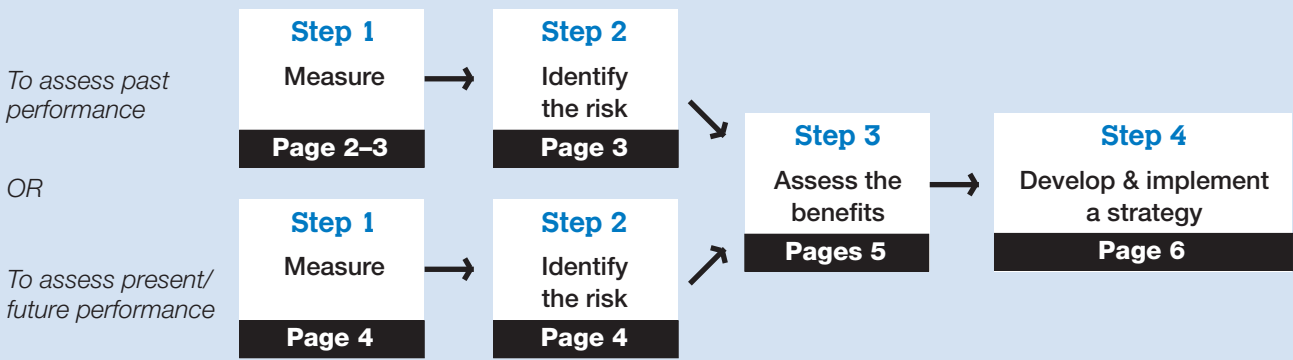 To assess past
performance
Step 1
Measure
Page 2–3
Step 2
Identify
the risk
Page 3
OR
To assess present/
future performance
Step 1
Measure
Page 4
Step 2
Identify
the risk
Page 4
Step 3
Assess the
benefits
Pages 5
Step 4
Develop & implement
a strategy
Page 6